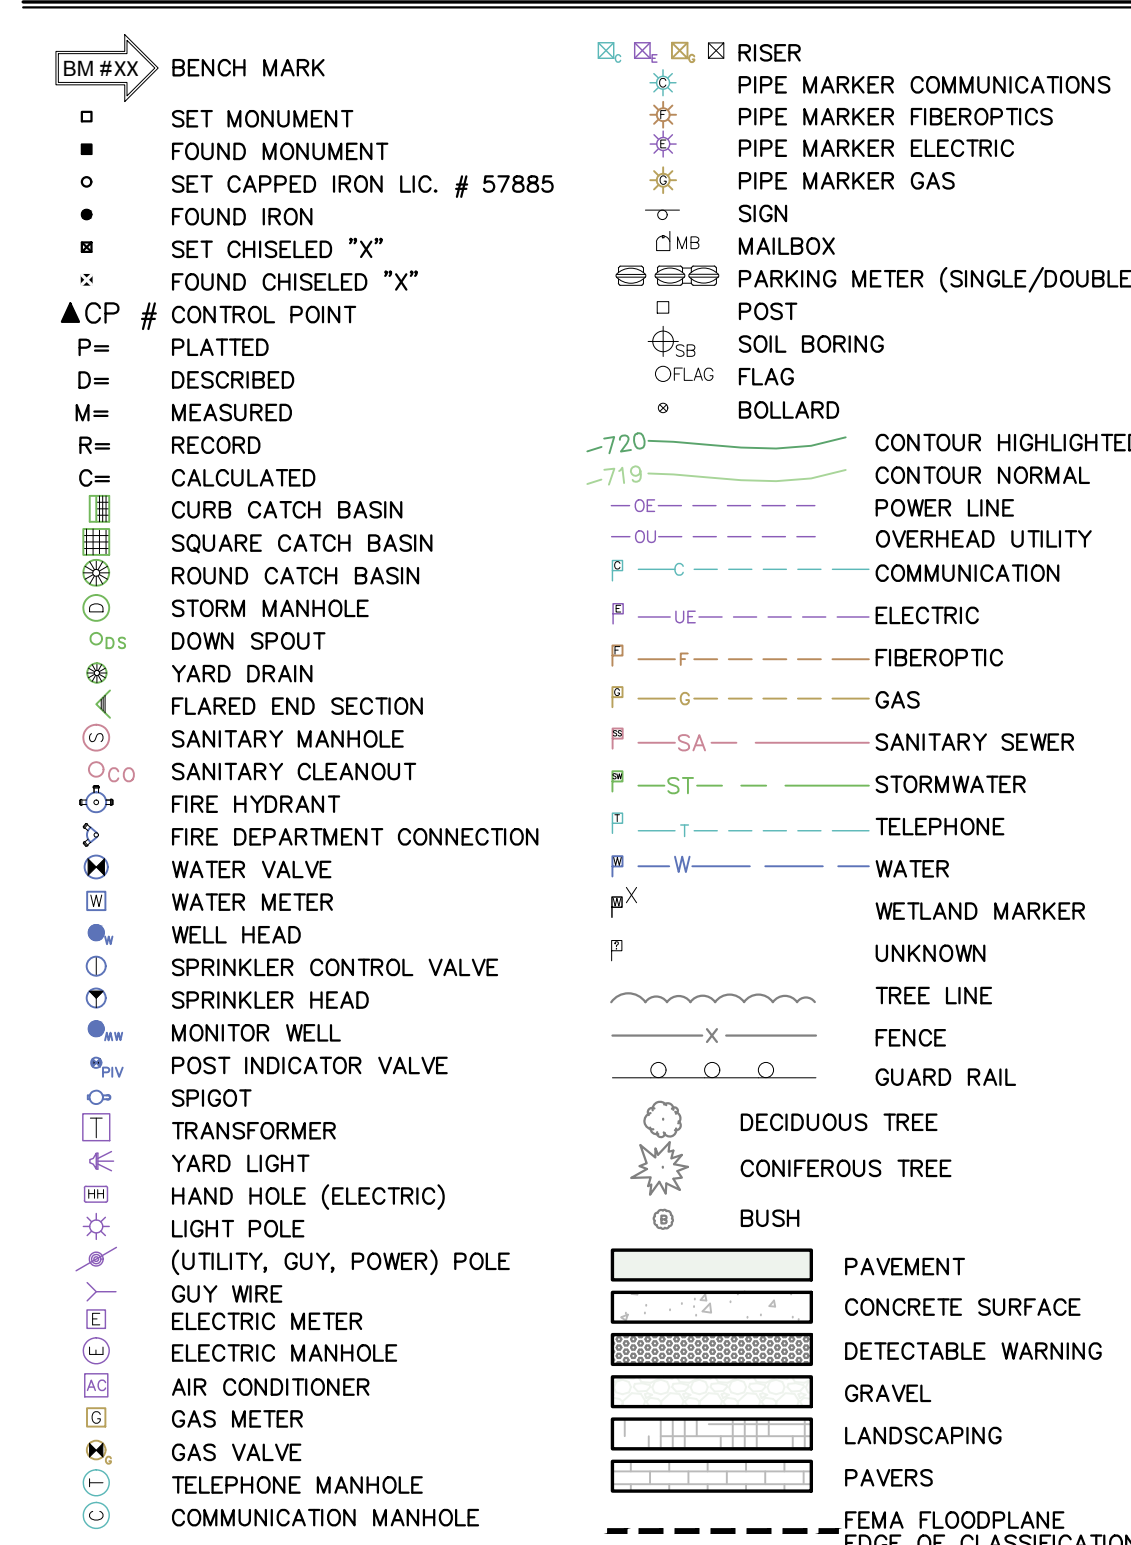 BM #XX BENCH MARK
SET MONUMENT
FOUND MONUMENT
SET CAPPED IRON LIC. # 57885
FOUND IRON
SET CHISELED "X"
FOUND CHISELED "X"
CP # CONTROL POINT
P= PLATTED
D= DESCRIBED
M= MEASURED
R= RECORD
C= CALCULATED
CURB CATCH BASIN
SQUARE CATCH BASIN
ROUND CATCH BASIN
D STORM MANHOLE
DS DOWN SPOUT
YARD DRAIN
FLARED END SECTION
S SANITARY MANHOLE
CO SANITARY CLEANOUT
FIRE HYDRANT
FIRE DEPARTMENT CONNECTION
WATER VALVE
W WATER METER
W WELL HEAD
SPRINKLER CONTROL VALVE
SPRINKLER HEAD
MW MONITOR WELL
PIV POST INDICATOR VALVE
SPIGOT
T TRANSFORMER
YARD LIGHT
HH HAND HOLE (ELECTRIC)
LIGHT POLE
(UTILITY, GUY, POWER) POLE
GUY WIRE
E ELECTRIC METER
E ELECTRIC MANHOLE
AC AIR CONDITIONER
G GAS METER
G GAS VALVE
T TELEPHONE MANHOLE
C COMMUNICATION MANHOLE
C E G RISER
C PIPE MARKER COMMUNICATIONS
F PIPE MARKER FIBEROPTICS
E PIPE MARKER ELECTRIC
G PIPE MARKER GAS
SIGN
MB MAILBOX
PARKING METER (SINGLE/DOUBLE
POST
SB SOIL BORING
FLAG FLAG
BOLLARD
720 CONTOUR HIGHLIGHTED
719 CONTOUR NORMAL
OE POWER LINE
OU OVERHEAD UTILITY
C C COMMUNICATION
E UE ELECTRIC
F F FIBEROPTIC
G G GAS
SS SA SANITARY SEWER
SW ST STORMWATER
T T TELEPHONE
W W WATER
W X WETLAND MARKER
? UNKNOWN
TREE LINE
X FENCE
GUARD RAIL
DECIDUOUS TREE
CONIFEROUS TREE
B BUSH
PAVEMENT
CONCRETE SURFACE
DETECTABLE WARNING
GRAVEL
LANDSCAPING
PAVERS
FEMA FLOODPLANE
EDGE OF CLASSIFICATION